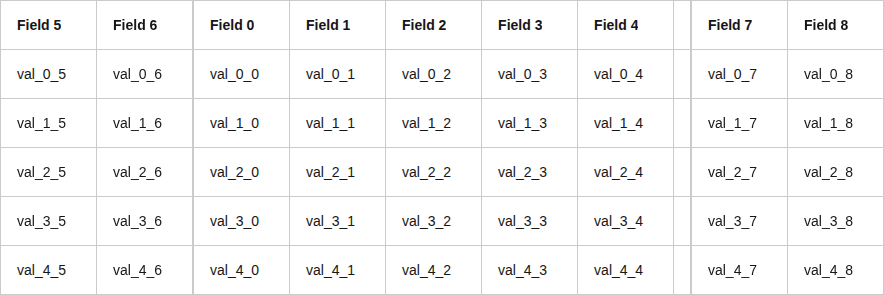 Field 5 Field 6 Field 0 Field 1 Field 2 Field 3 Field 4 Field 7 Field 8
val_0_5 val_0_6 val_0_0 val_0_1 val_0_2 val_0_3 val_0_4 val_0_7 val_0_8
val_1_5 val_1_6 val_1_0 val_1_1 val_1_2 val_1_3 val_1_4 val_1_7 val_1_8
val_2_5 val_2_6 val_2_0 val_2_1 val_2_2 val_2_3 val_2_4 val_2_7 val_2_8
val_3_5 val_3_6 val_3_0 val_3_1 val_3_2 val_3_3 val_3_4 val_3_7 val_3_8
val_4_5 val_4_6 val_4_0 val_4_1 val_4_2 val_4_3 val_4_4 val_4_7 val_4_8